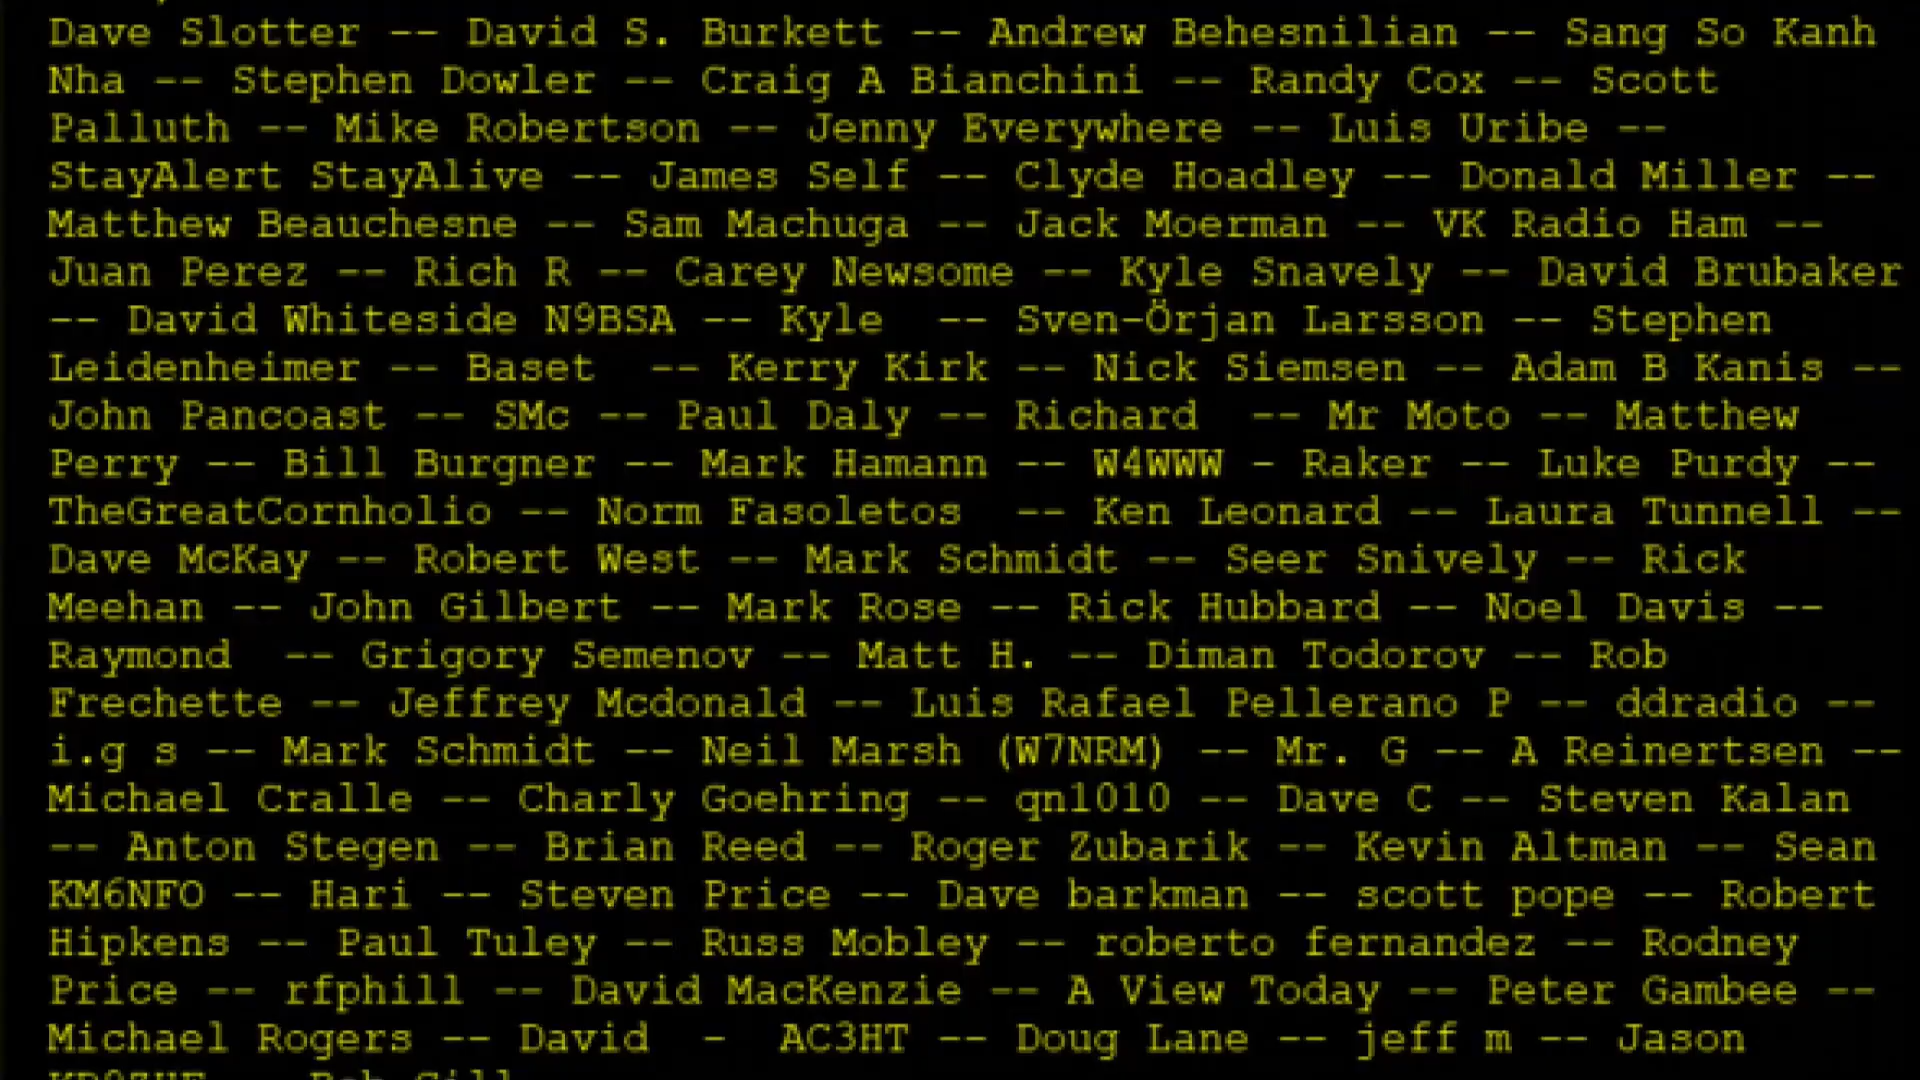 Dave Slotter -- David S. Burkett -- Andrew Behesnilian -- Sang So Kanh
Nha -- Stephen Dowler -- Craig A Bianchini -- Randy Cox -- Scott
Palluth -- Mike Robertson -- Jenny Everywhere -- Luis Uribe --
StayAlert StayAlive -- James Self -- Clyde Hoadley -- Donald Miller --
Matthew Beauchesne -- Sam Machuga -- Jack Moerman -- VK Radio Ham --
Juan Perez -- Rich R -- Carey Newsome -- Kyle Snavely -- David Brubaker
-- David Whiteside N9BSA -- Kyle  -- Sven-Örjan Larsson -- Stephen
Leidenheimer -- Baset  -- Kerry Kirk -- Nick Siemsen -- Adam B Kanis --
John Pancoast -- SMc -- Paul Daly -- Richard  -- Mr Moto -- Matthew
Perry -- Bill Burgner -- Mark Hamann -- W4WWW - Raker -- Luke Purdy --
TheGreatCornholio -- Norm Fasoletos  -- Ken Leonard -- Laura Tunnell --
Dave McKay -- Robert West -- Mark Schmidt -- Seer Snively -- Rick
Meehan -- John Gilbert -- Mark Rose -- Rick Hubbard -- Noel Davis --
Raymond  -- Grigory Semenov -- Matt H. -- Diman Todorov -- Rob
Frechette -- Jeffrey Mcdonald -- Luis Rafael Pellerano P -- ddradio --
i.g s -- Mark Schmidt -- Neil Marsh (W7NRM) -- Mr. G -- A Reinertsen --
Michael Cralle -- Charly Goehring -- qn1010 -- Dave C -- Steven Kalan
-- Anton Stegen -- Brian Reed -- Roger Zubarik -- Kevin Altman -- Sean
KM6NFO -- Hari -- Steven Price -- Dave barkman -- scott pope -- Robert
Hipkens -- Paul Tuley -- Russ Mobley -- roberto fernandez -- Rodney
Price -- rfphill -- David MacKenzie -- A View Today -- Peter Gambee --
Michael Rogers -- David  -  AC3HT -- Doug Lane -- jeff m -- Jason